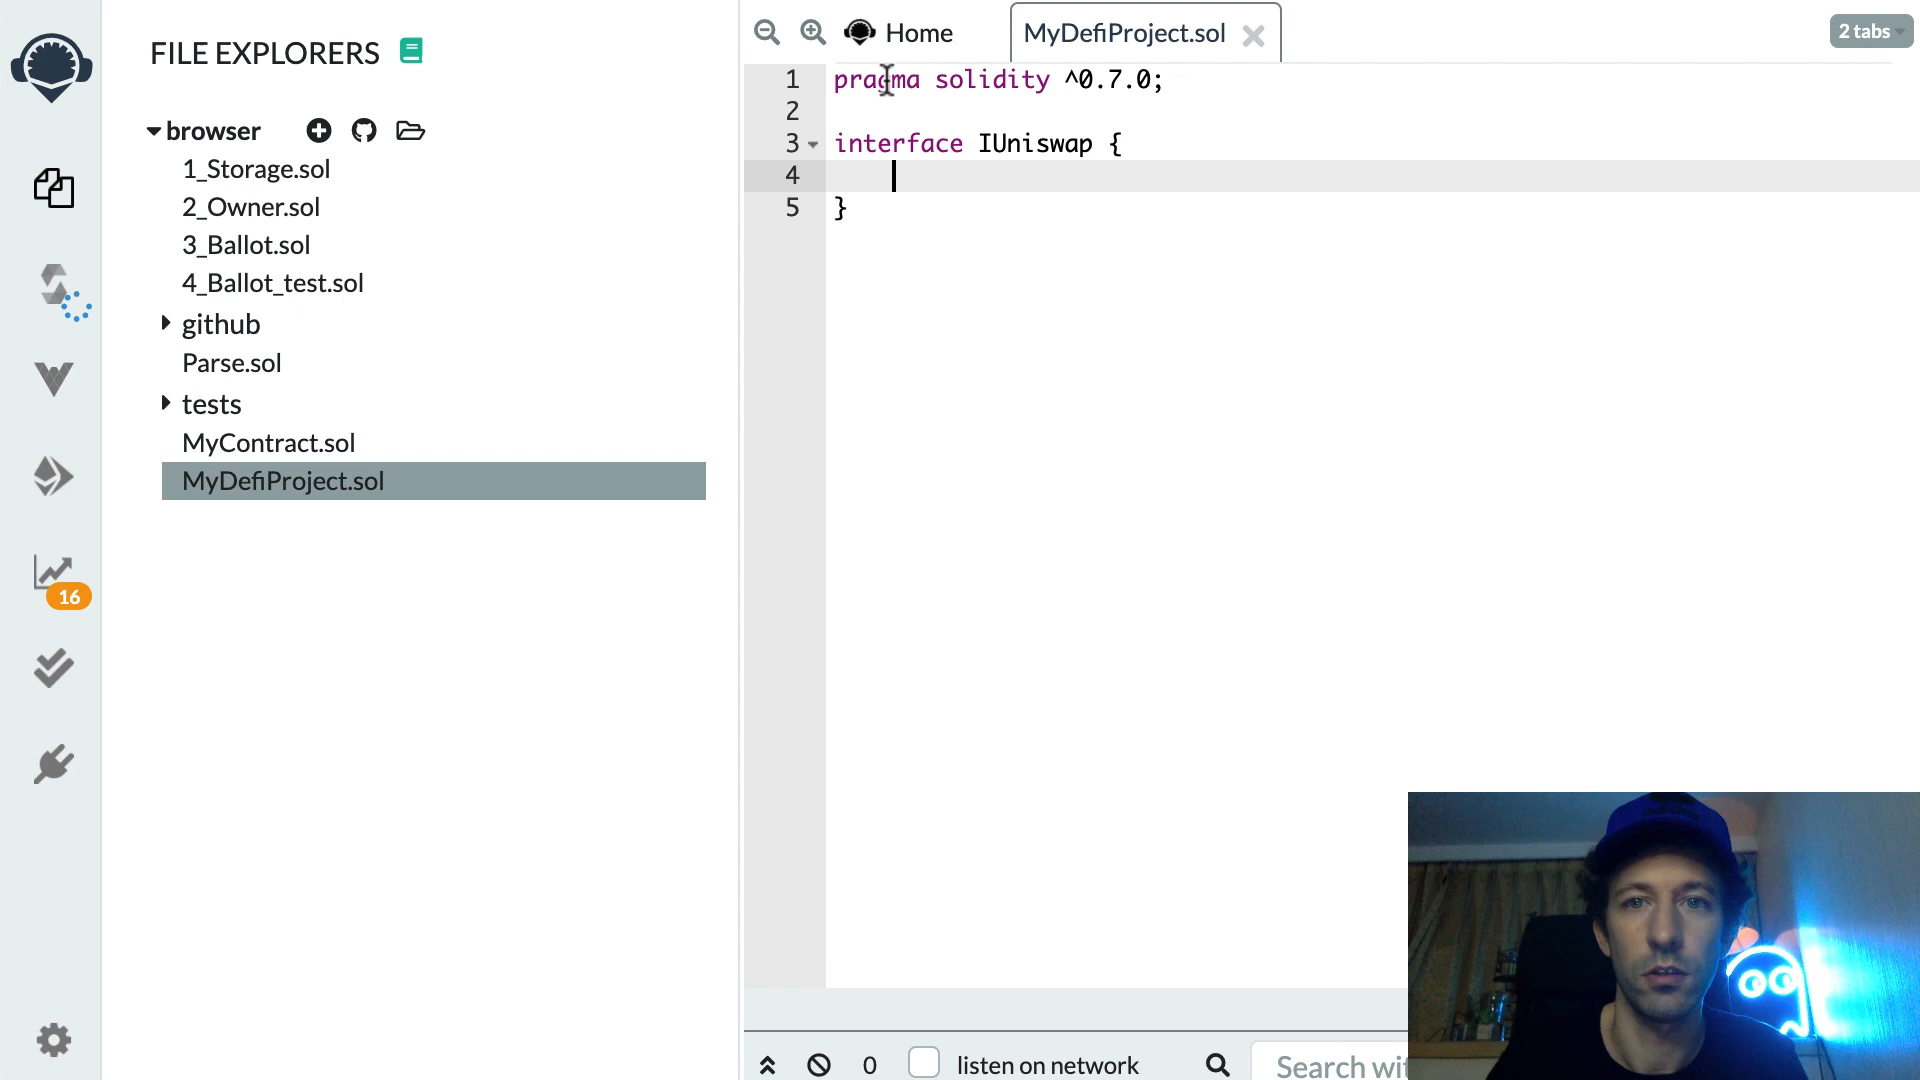 FILE EXPLORERS
browser
1_Storage.sol
2_Owner.sol
3_Ballot.sol
4_Ballot_test.sol
github
Parse.sol
tests
MyContract.sol
MyDefiProject.sol
16
Home
MyDefiProject.sol
2 tabs
1 pragma solidity ^0.7.0;
2
3 interface IUniswap {
4
5 }
0 listen on network
Search wit